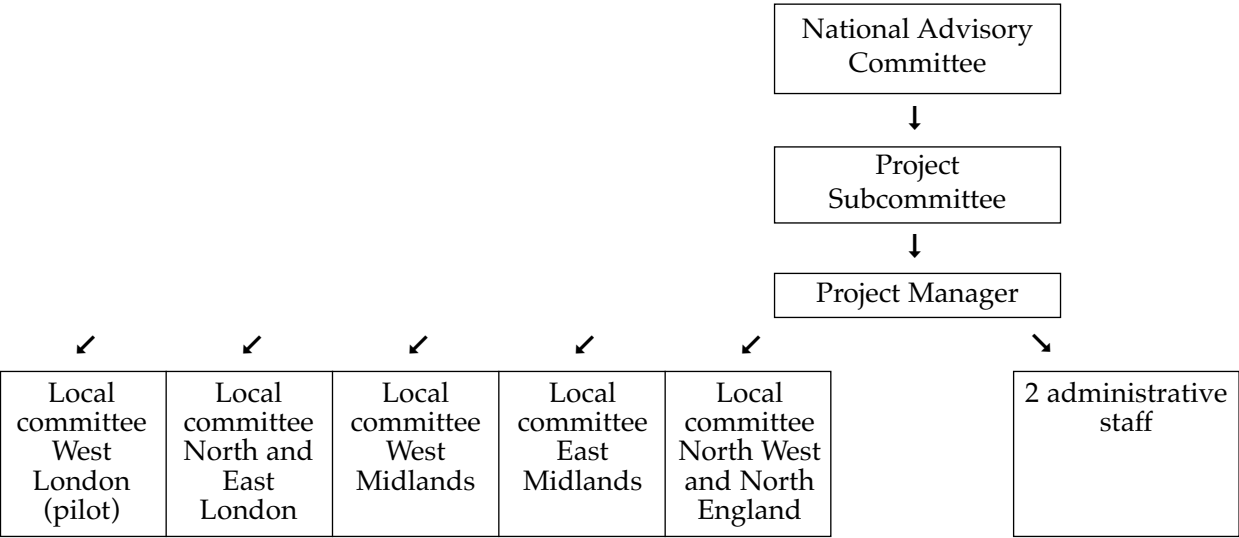 National Advisory
Committee
Project
Subcommittee
Project Manager
Local
committee
West
London
(pilot)
Local
committee
North and
East
London
Local
committee
West
Midlands
Local
committee
East
Midlands
Local
committee
North West
and North
England
2 administrative
staff